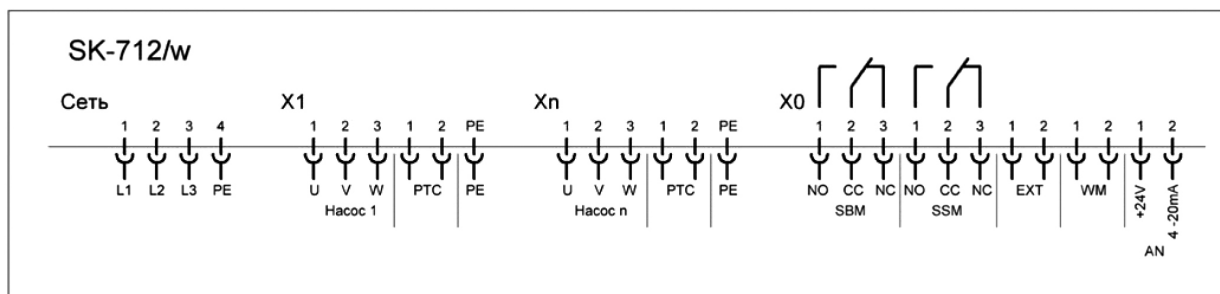 SK-712/w
Сеть X1 Xn X0
1 2 3 4 1 2 3 1 2 PE 1 2 3 1 2 PE 1 2 3 1 2 3 1 2 1 2 1 2
L1 L2 L3 PE U V W PTC PE U V W PTC PE NO CC NC NO CC NC EXT WM +24V 4 -20mA
Насос 1 Насос n SBM SSM
AN